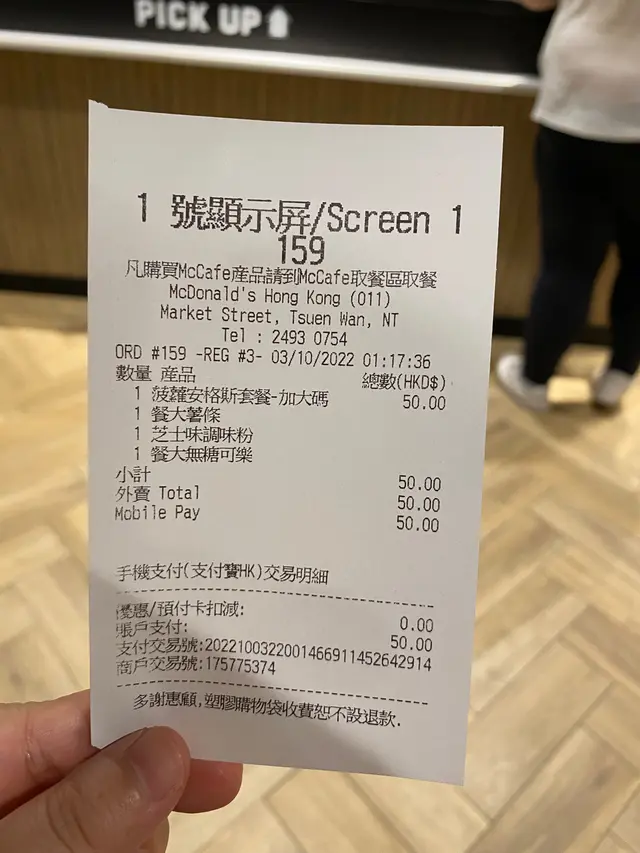 PICK UP
1 號顯示屏/Screen 1
159
凡購買McCafe產品請到McCafe取餐區取餐
McDonald's Hong Kong (011)
Market Street, Tsuen Wan, NT
Tel : 2493 0754
ORD #159 -REG #3- 03/10/2022 01:17:36
數量 產品 總數(HKD$)
1 菠蘿安格斯套餐-加大碼 50.00
1 餐大薯條
1 芝士味調味粉
1 餐大無糖可樂
小計 50.00
外賣 Total 50.00
Mobile Pay 50.00
手機支付(支付寶HK)交易明細
優惠/預付卡扣減: 0.00
賬戶支付: 50.00
支付交易號:2022100322001466911452642914
商戶交易號:175775374
多謝惠顧,塑膠購物袋收費恕不設退款.